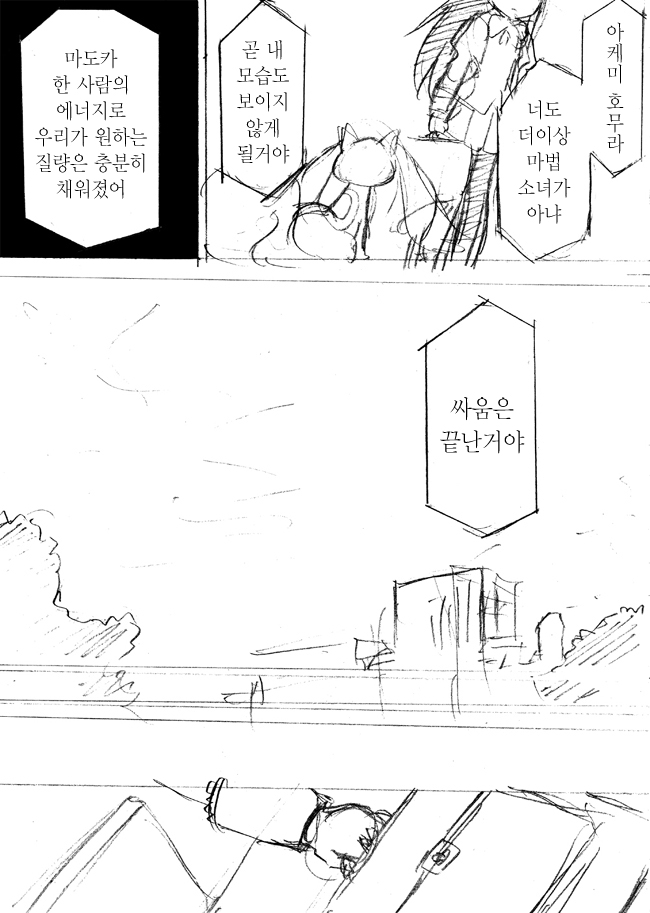 아케미 호무라
너도
더이상
마법
소녀가
아냐
곧 내
모습도
보이지
않게
될거야
마도카
한 사람의
에너지로
우리가 원하는
질량은 충분히
채워졌어
싸움은
끝난거야